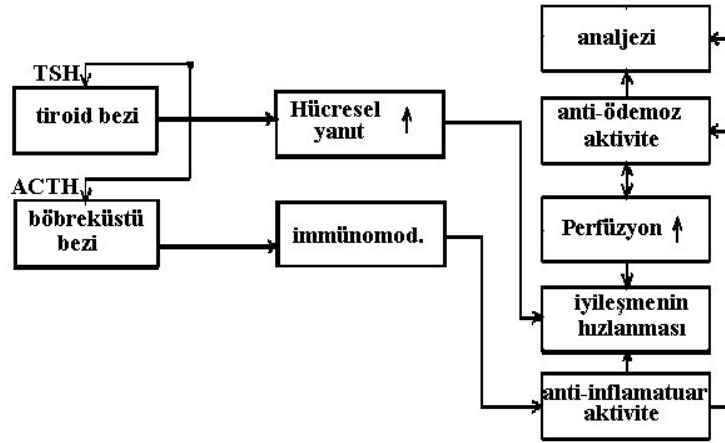 TSH
tiroid bezi
ACTH
böbreküstü
bezi
Hücresel
yanıt
immünomod.
analjezi
anti-ödemoz
aktivite
Perfüzyon
iyileşmenin
hızlanması
anti-inflamatuar
aktivite